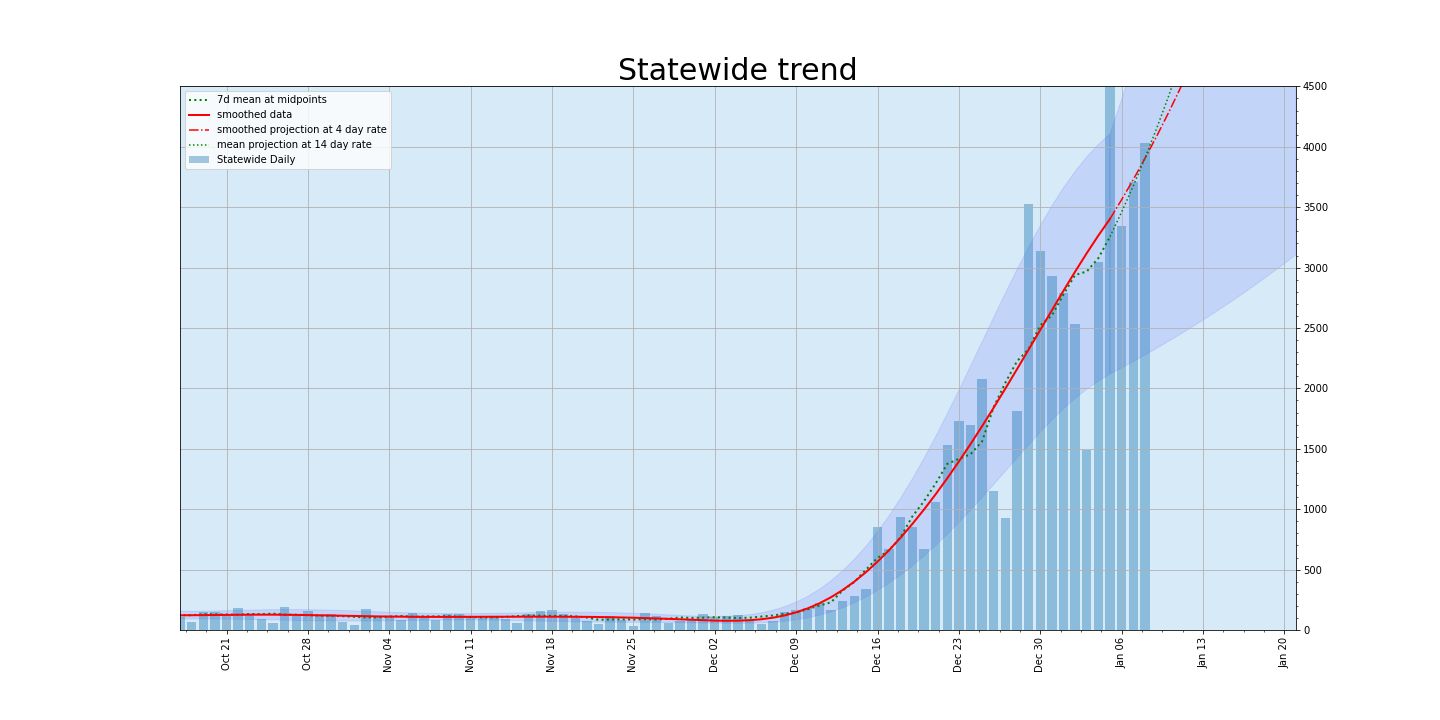 Statewide trend
7d mean at midpoints
smoothed data
smoothed projection at 4 day rate
mean projection at 14 day rate
Statewide Daily
4500
4000
3500
3000
2500
2000
1500
1000
500
0
Oct 21
Oct 28
Nov 04
Nov 11
Nov 18
Nov 25
Dec 02
Dec 09
Dec 16
Dec 23
Dec 30
Jan 06
Jan 13
Jan 20